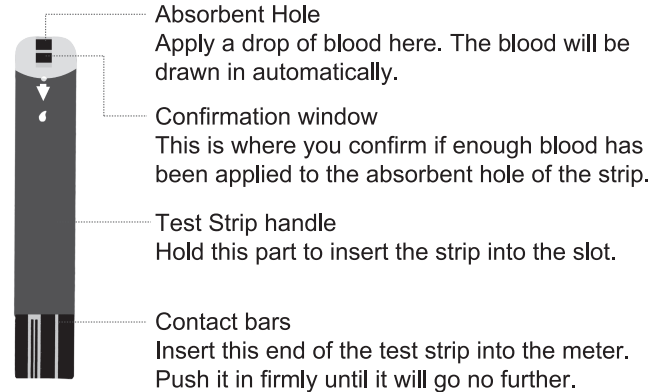 Absorbent Hole
Apply a drop of blood here. The blood will be
drawn in automatically.
Confirmation window
This is where you confirm if enough blood has
been applied to the absorbent hole of the strip.
Test Strip handle
Hold this part to insert the strip into the slot.
Contact bars
Insert this end of the test strip into the meter.
Push it in firmly until it will go no further.